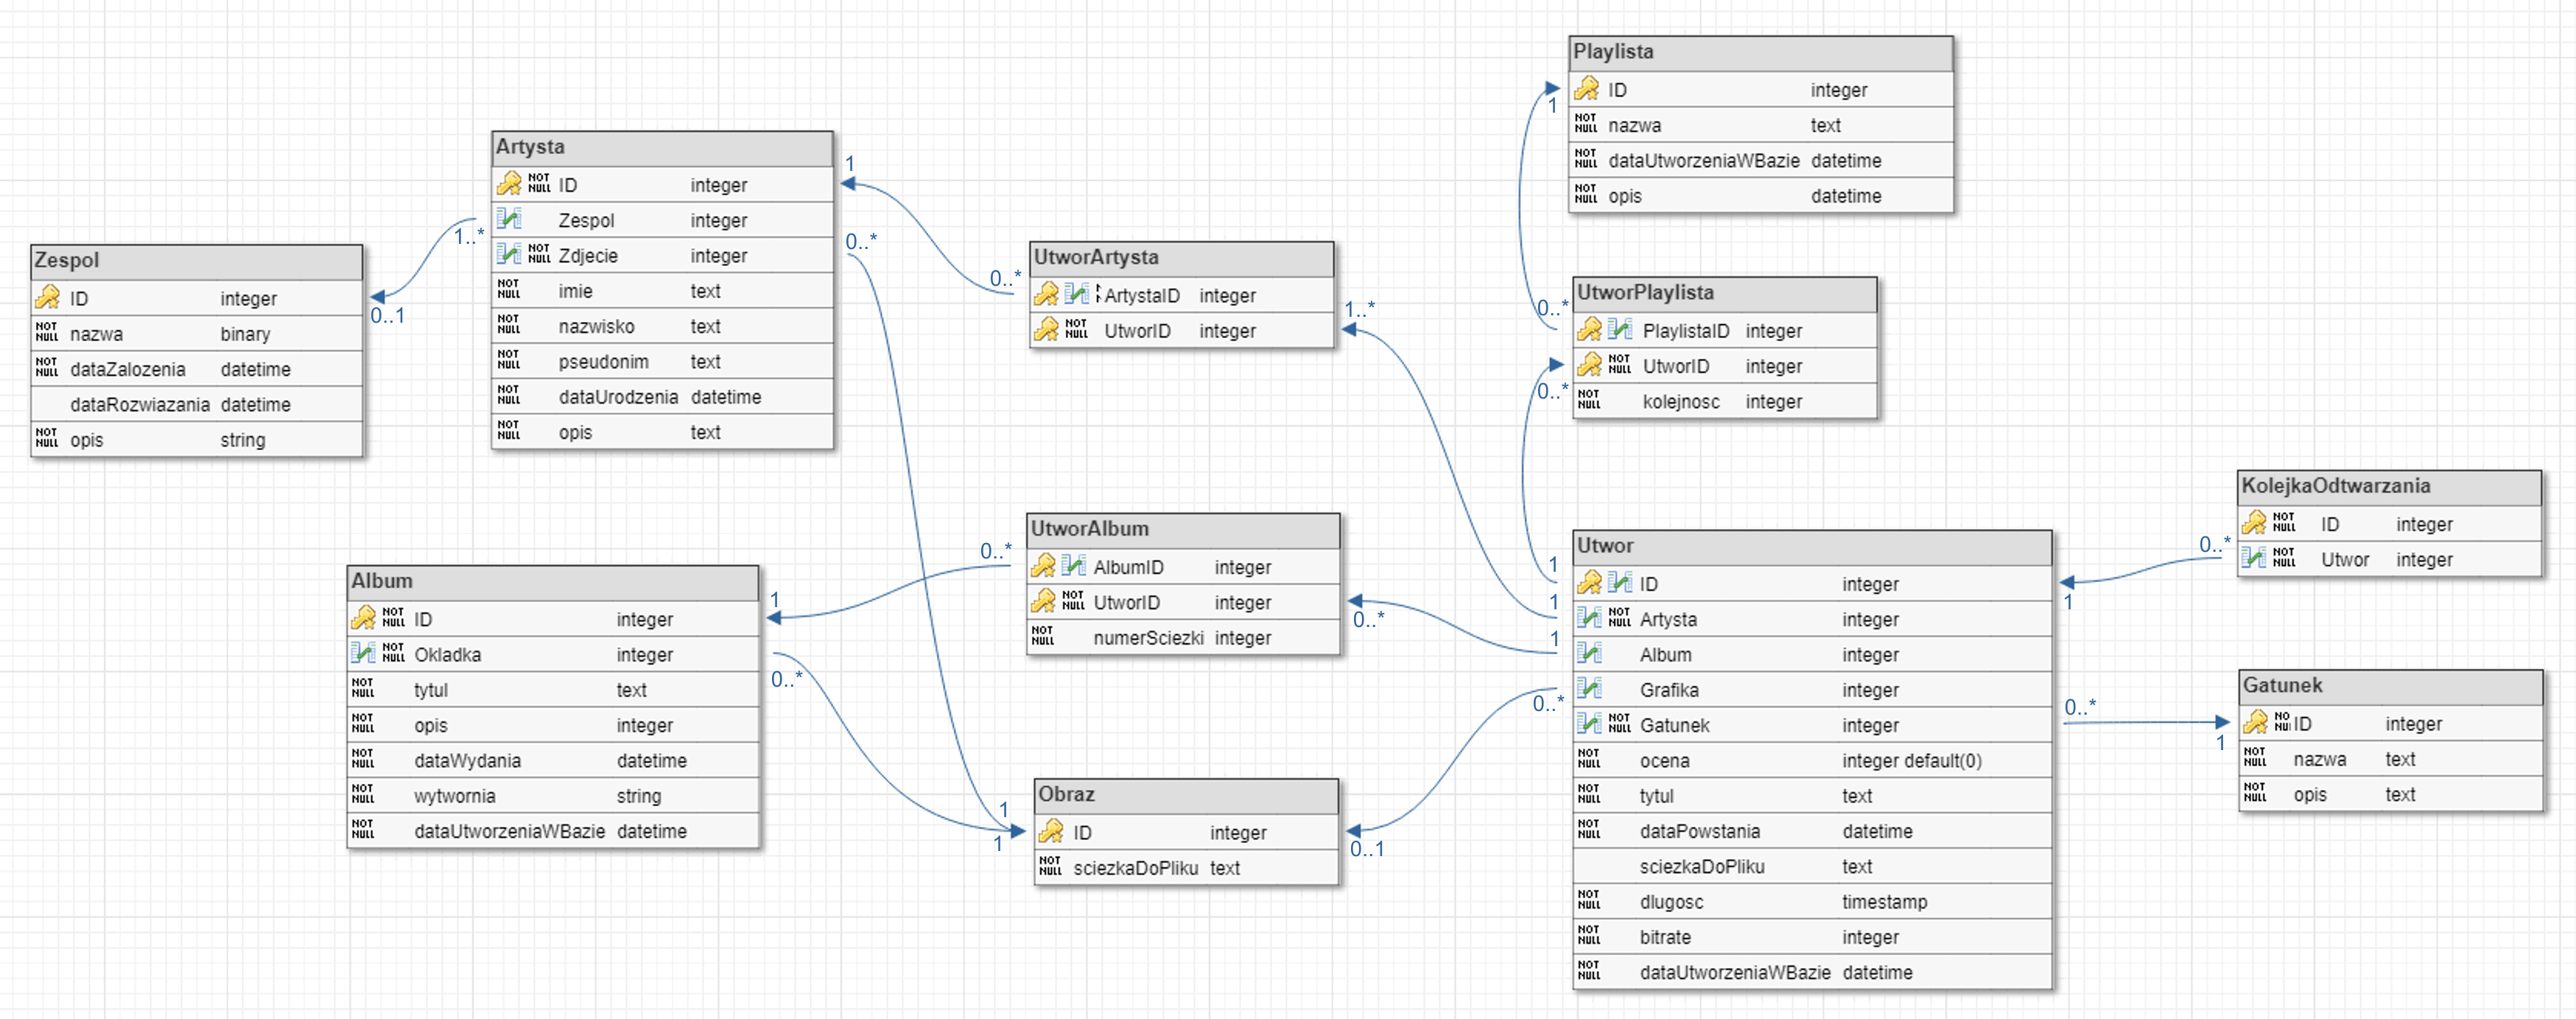 Playlista
ID integer
NOT NULL nazwa text
NOT NULL dataUtworzeniaWBazie datetime
NOT NULL opis datetime
Artysta
NOT NULL ID integer
Zespol integer
NOT NULL Zdjecie integer
NOT NULL imie text
NOT NULL nazwisko text
NOT NULL pseudonim text
NOT NULL dataUrodzenia datetime
NOT NULL opis text
Zespol
ID integer
NOT NULL nazwa binary
NOT NULL dataZalozenia datetime
dataRozwiazania datetime
NOT NULL opis string
1..*
0..1
1
0..*
0..*
UtworArtysta
ArtystaID integer
NOT NULL UtworID integer
1..*
1
0..*
UtworPlaylista
PlaylistaID integer
NOT NULL UtworID integer
NOT NULL kolejnosc integer
0..*
UtworAlbum
AlbumID integer
NOT NULL UtworID integer
NOT NULL numerSciezki integer
0..*
1
0..*
Album
NOT NULL ID integer
NOT NULL Okladka integer
NOT NULL tytul text
NOT NULL opis integer
NOT NULL dataWydania datetime
NOT NULL wytwornia string
NOT NULL dataUtworzeniaWBazie datetime
0..*
1
1
Obraz
ID integer
NOT NULL sciezkaDoPliku text
0..1
1
1
1
0..*
Utwor
ID integer
NOT NULL Artysta integer
Album integer
Grafika integer
NOT NULL Gatunek integer
NOT NULL ocena integer default(0)
NOT NULL tytul text
NOT NULL dataPowstania datetime
sciezkaDoPliku text
NOT NULL dlugosc timestamp
NOT NULL bitrate integer
NOT NULL dataUtworzeniaWBazie datetime
KolejkaOdtwarzania
NOT NULL ID integer
NOT NULL Utwor integer
0..*
1
0..*
1
Gatunek
ID integer
NOT NULL nazwa text
NOT NULL opis text